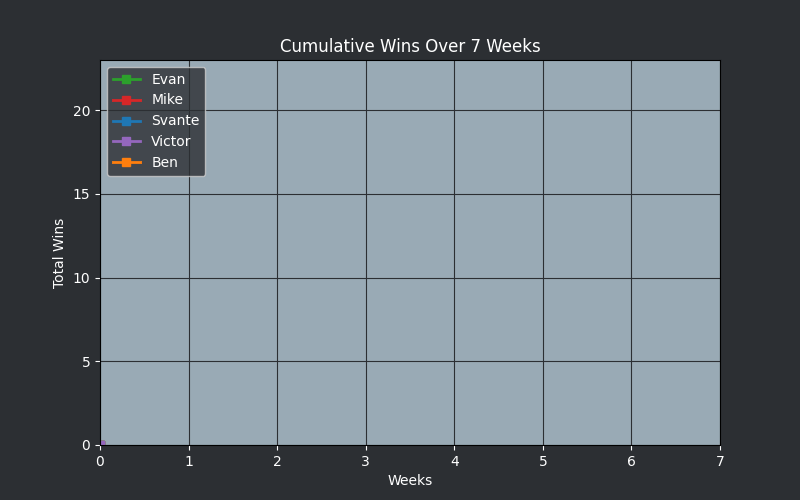 Cumulative Wins Over 7 Weeks
Evan
Mike
Svante
Victor
Ben
Total Wins
20
15
10
5
0
0 1 2 3 4 5 6 7
Weeks